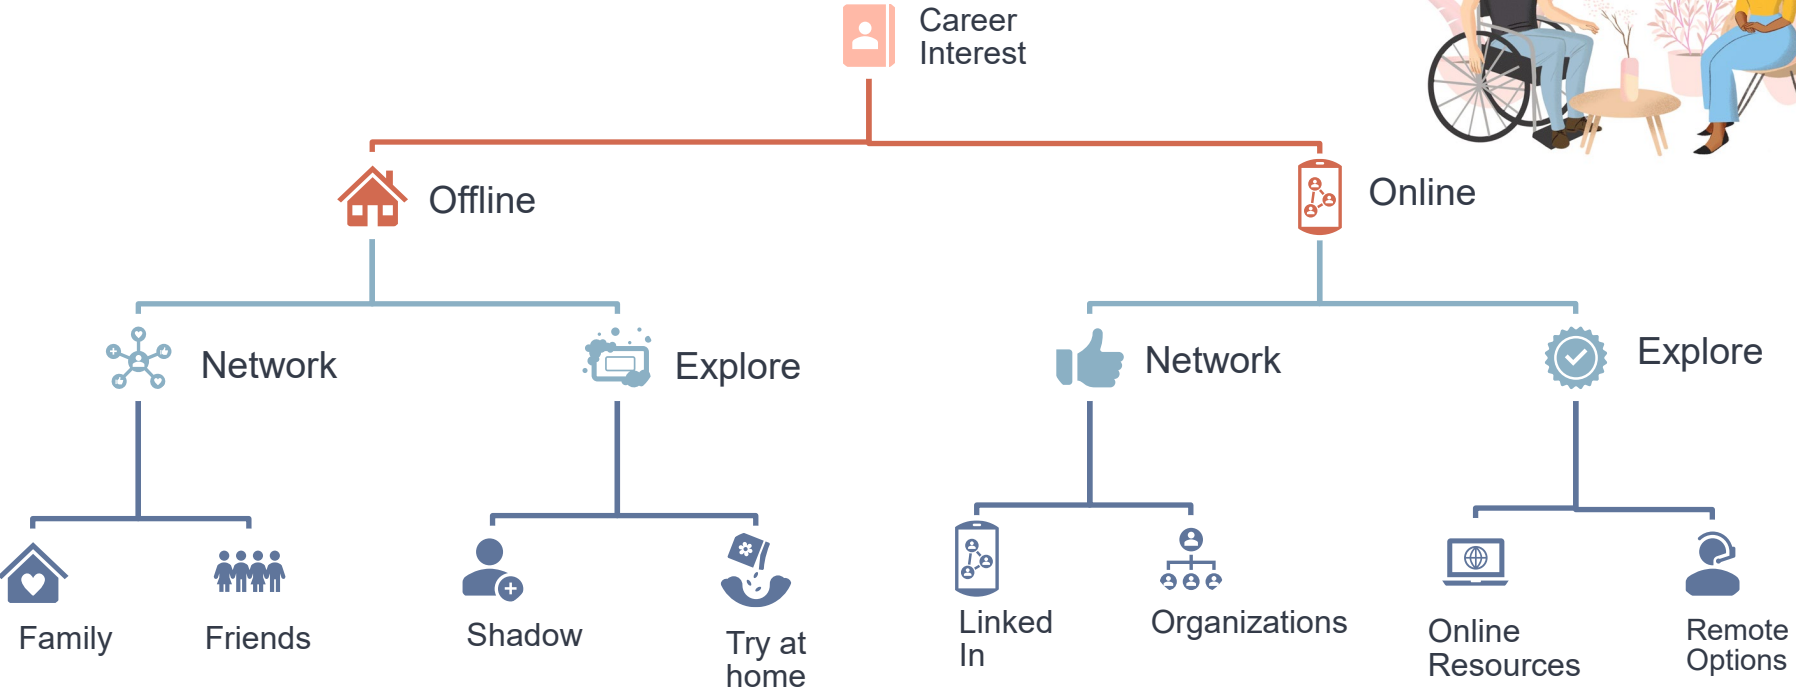 Career
Interest
Offline
Online
Network
Explore
Network
Explore
Family
Friends
Shadow
Try at
home
Linked
In
Organizations
Online
Resources
Remote
Options